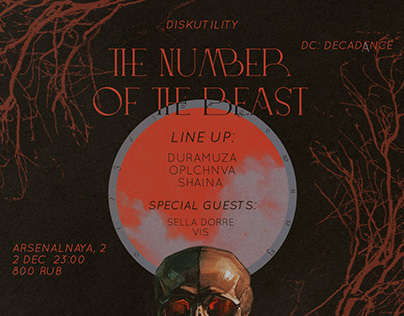 DISKUTILITY
DC: DECADANCE
THE NUMBER
OF THE BEAST
LINE UP:
DURAMUZA
OPLCHNVA
SHAINA
SPECIAL GUESTS:
SELLA DORRE
VIS
ARSENALNAYA, 2
2 DEC 23:00
800 RUB